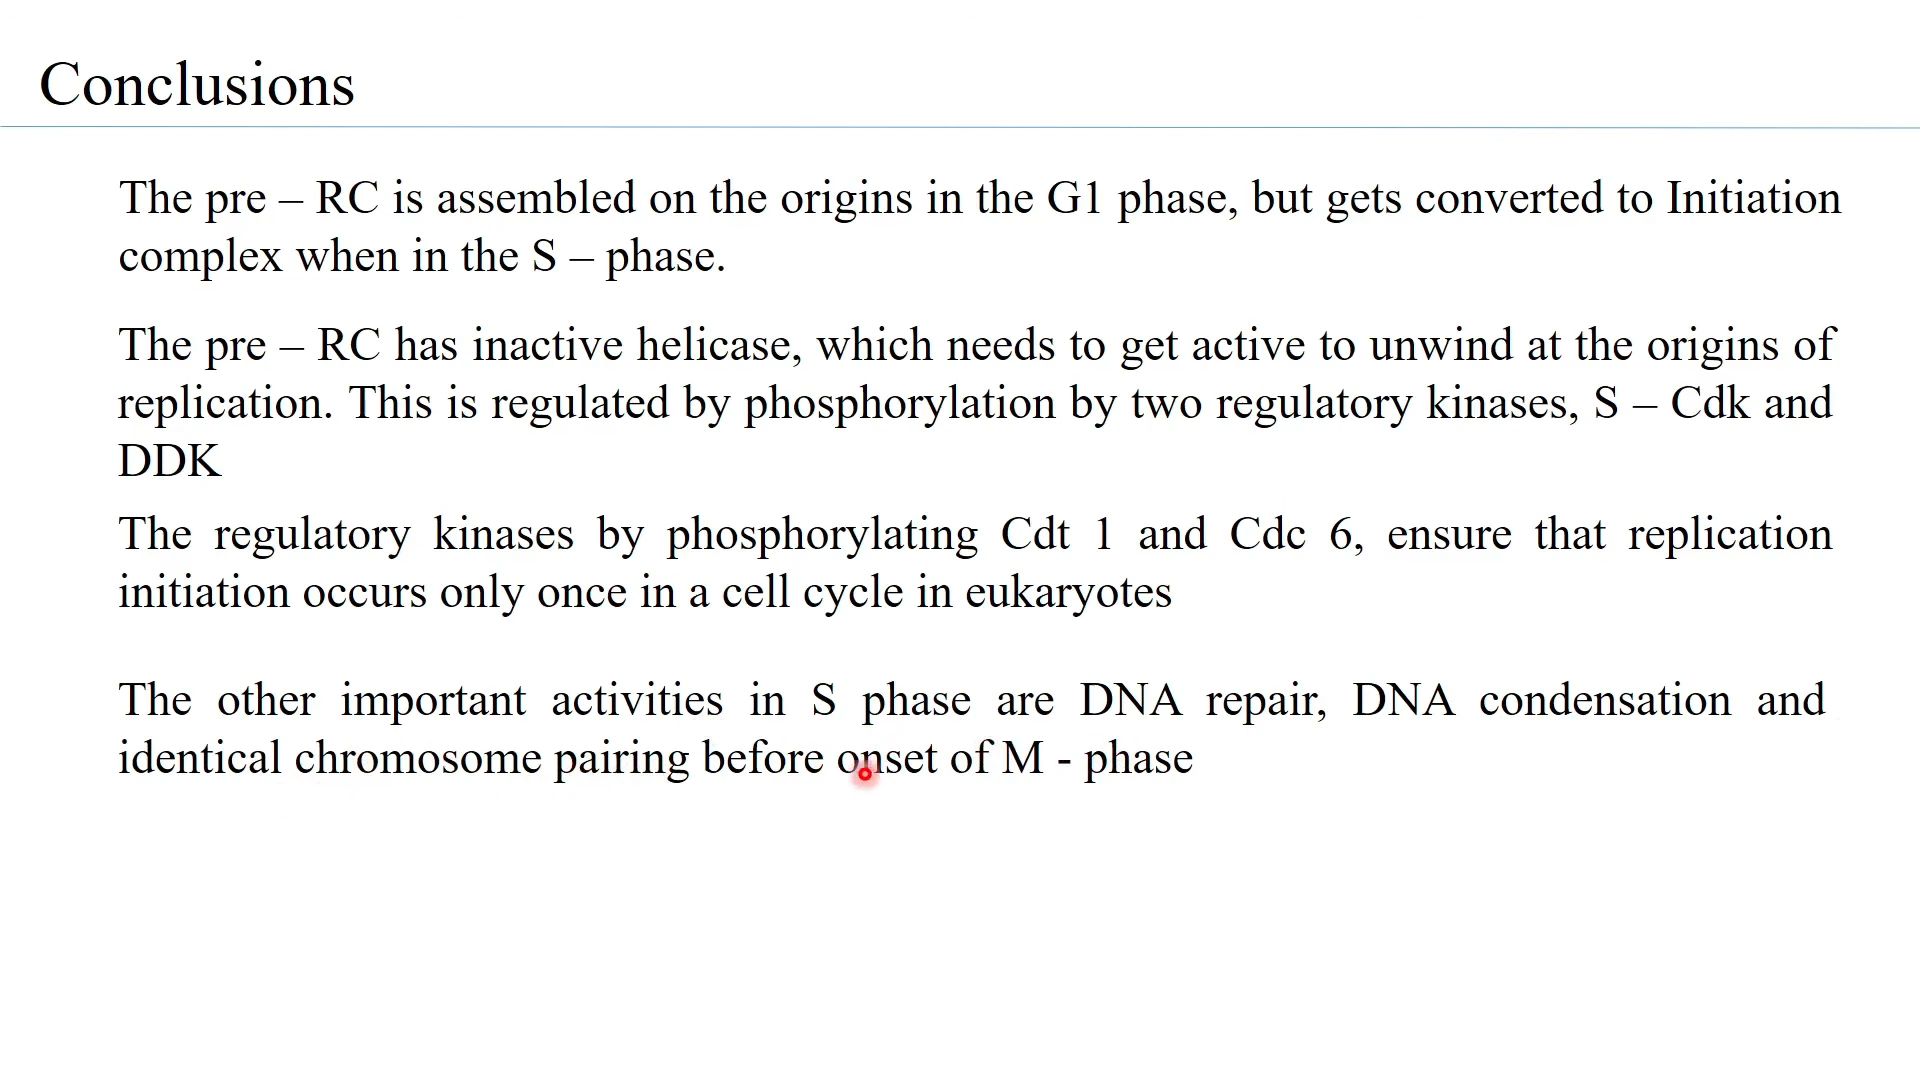 Conclusions
The pre – RC is assembled on the origins in the G1 phase, but gets converted to Initiation
complex when in the S – phase.
The pre – RC has inactive helicase, which needs to get active to unwind at the origins of
replication. This is regulated by phosphorylation by two regulatory kinases, S – Cdk and
DDK
The regulatory kinases by phosphorylating Cdt 1 and Cdc 6, ensure that replication
initiation occurs only once in a cell cycle in eukaryotes
The other important activities in S phase are DNA repair, DNA condensation and
identical chromosome pairing before onset of M - phase